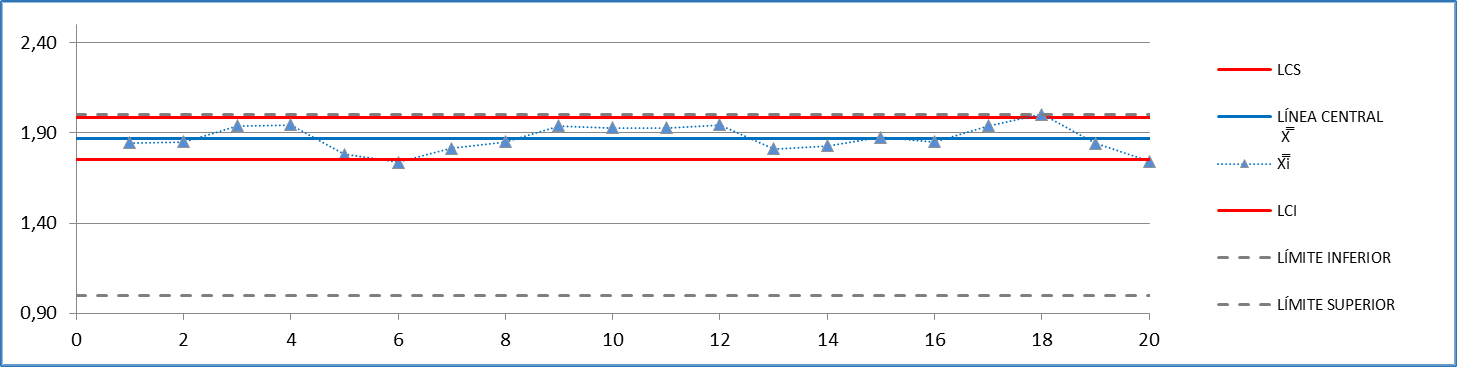 2,40
1,90
1,40
0,90
0 2 4 6 8 10 12 14 16 18 20
LCS
LÍNEA CENTRAL
X̿
X̿i
LCI
LÍMITE INFERIOR
LÍMITE SUPERIOR